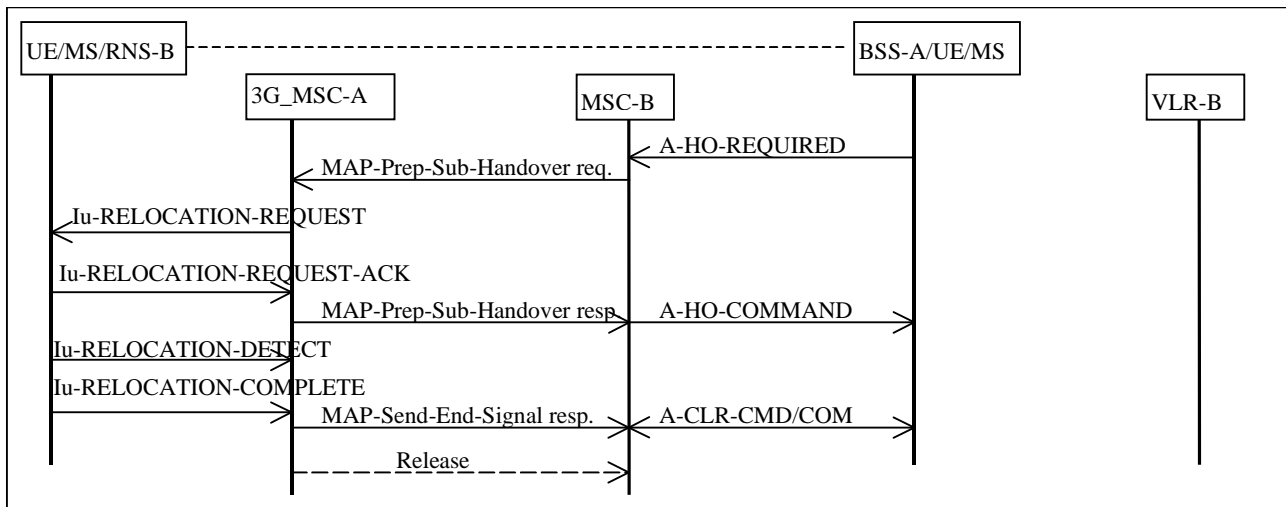 UE/MS/RNS-B
BSS-A/UE/MS
3G_MSC-A
MSC-B
VLR-B
A-HO-REQUIRED
MAP-Prep-Sub-Handover req.
Iu-RELOCATION-REQUEST
Iu-RELOCATION-REQUEST-ACK
MAP-Prep-Sub-Handover resp
A-HO-COMMAND
Iu-RELOCATION-DETECT
Iu-RELOCATION-COMPLETE
MAP-Send-End-Signal resp.
A-CLR-CMD/COM
Release